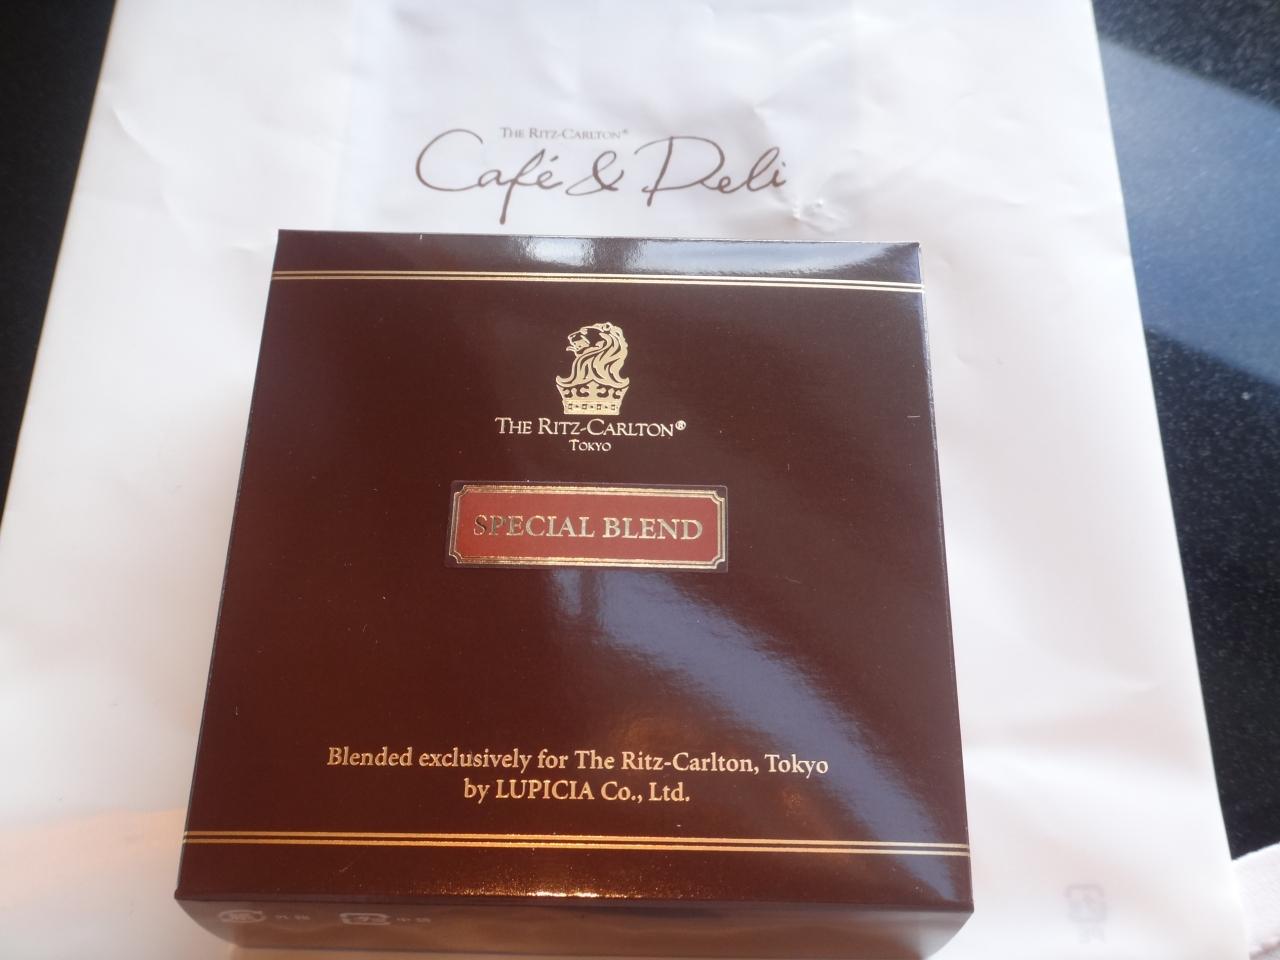 THE RITZ-CARLTON®
Café & Deli
THE RITZ-CARLTON®
TOKYO
SPECIAL BLEND
Blended exclusively for The Ritz-Carlton, Tokyo
by LUPICIA Co., Ltd.